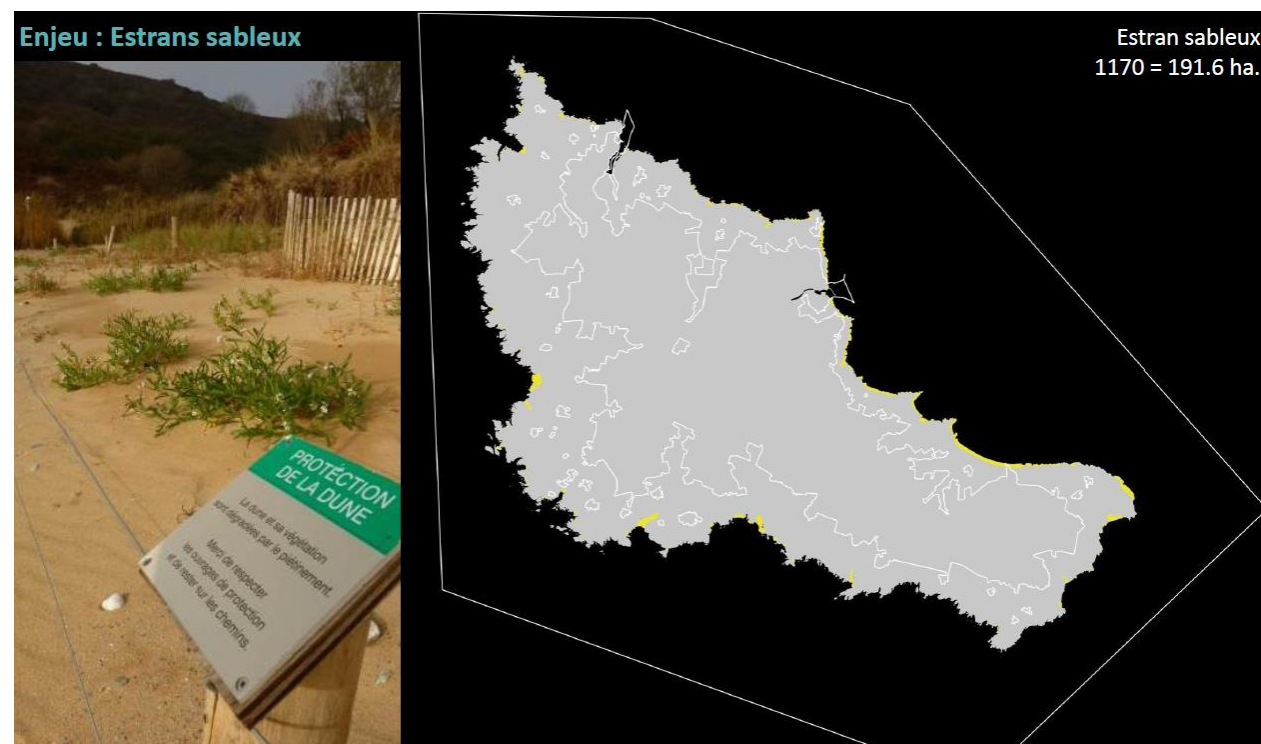 Enjeu : Estrans sableux
Estran sableux
1170 = 191.6 ha.
PROTÉCTION
DE LA DUNE
La dune et sa végétation
sont dégradées par le piétinement.
Merci de respecter
les ouvrages de protection
et de rester sur les chemins.